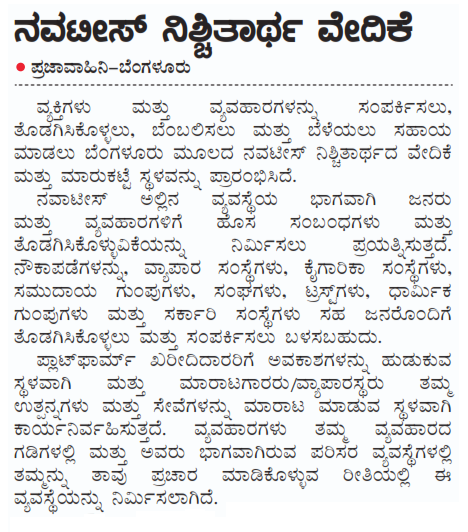 ನವಟೀಸ್ ನಿಶ್ಚಿತಾರ್ಥ ವೇದಿಕೆ
● ಪ್ರಜಾವಾಹಿನಿ-ಬೆಂಗಳೂರು
ವ್ಯಕ್ತಿಗಳು ಮತ್ತು ವ್ಯವಹಾರಗಳನ್ನು ಸಂಪರ್ಕಿಸಲು,
ತೊಡಗಿಸಿಕೊಳ್ಳಲು, ಬೆಂಬಲಿಸಲು ಮತ್ತು ಬೆಳೆಯಲು ಸಹಾಯ
ಮಾಡಲು ಬೆಂಗಳೂರು ಮೂಲದ ನವಟೀಸ್ ನಿಶ್ಚಿತಾರ್ಥದ ವೇದಿಕೆ
ಮತ್ತು ಮಾರುಕಟ್ಟೆ ಸ್ಥಳವನ್ನು ಪ್ರಾರಂಭಿಸಿದೆ.
ನವಾಟೀಸ್ ಅಲ್ಲಿನ ವ್ಯವಸ್ಥೆಯ ಭಾಗವಾಗಿ ಜನರು
ಮತ್ತು ವ್ಯವಹಾರಗಳಿಗೆ ಹೊಸ ಸಂಬಂಧಗಳು ಮತ್ತು
ತೊಡಗಿಸಿಕೊಳ್ಳುವಿಕೆಯನ್ನು ನಿರ್ಮಿಸಲು ಪ್ರಯತ್ನಿಸುತ್ತದೆ.
ನೌಕಾಪಡೆಗಳನ್ನು, ವ್ಯಾಪಾರ ಸಂಸ್ಥೆಗಳು, ಕೈಗಾರಿಕಾ ಸಂಸ್ಥೆಗಳು,
ಸಮುದಾಯ ಗುಂಪುಗಳು, ಸಂಘಗಳು, ಟ್ರಸ್ಟ್‌ಗಳು, ಧಾರ್ಮಿಕ
ಗುಂಪುಗಳು ಮತ್ತು ಸರ್ಕಾರಿ ಸಂಸ್ಥೆಗಳು ಸಹ ಜನರೊಂದಿಗೆ
ತೊಡಗಿಸಿಕೊಳ್ಳಲು ಮತ್ತು ಸಂಪರ್ಕಿಸಲು ಬಳಸಬಹುದು.
ಪ್ಲಾಟ್‌ಫಾರ್ಮ್ ಖರೀದಿದಾರರಿಗೆ ಅವಕಾಶಗಳನ್ನು ಹುಡುಕುವ
ಸ್ಥಳವಾಗಿ ಮತ್ತು ಮಾರಾಟಗಾರರು/ವ್ಯಾಪಾರಸ್ಥರು ತಮ್ಮ
ಉತ್ಪನ್ನಗಳು ಮತ್ತು ಸೇವೆಗಳನ್ನು ಮಾರಾಟ ಮಾಡುವ ಸ್ಥಳವಾಗಿ
ಕಾರ್ಯನಿರ್ವಹಿಸುತ್ತದೆ. ವ್ಯವಹಾರಗಳು ತಮ್ಮ ವ್ಯವಹಾರದ
ಗಡಿಗಳಲ್ಲಿ ಮತ್ತು ಅವರು ಭಾಗವಾಗಿರುವ ಪರಿಸರ ವ್ಯವಸ್ಥೆಗಳಲ್ಲಿ
ತಮ್ಮನ್ನು ತಾವು ಪ್ರಚಾರ ಮಾಡಿಕೊಳ್ಳುವ ರೀತಿಯಲ್ಲಿ ಈ
ವ್ಯವಸ್ಥೆಯನ್ನು ನಿರ್ಮಿಸಲಾಗಿದೆ.